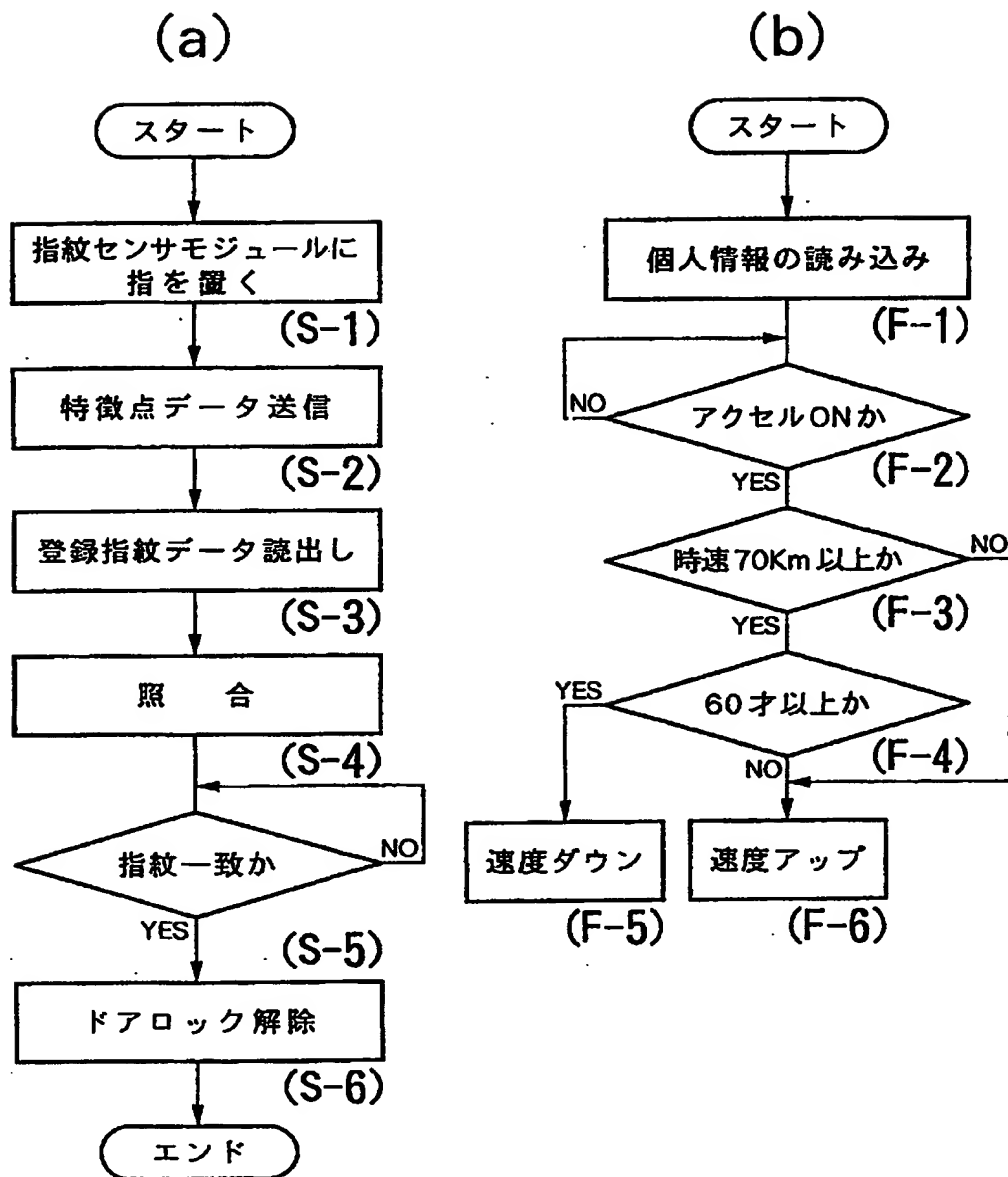 (a)
スタート
指紋センサモジュールに
指を置く
(S-1)
特徴点データ送信
(S-2)
登録指紋データ読出し
(S-3)
照 合
(S-4)
指紋一致か
NO
YES
(S-5)
ドアロック解除
(S-6)
エンド
(b)
スタート
個人情報の読み込み
(F-1)
アクセルONか
NO
(F-2)
YES
時速70Km以上か
NO
(F-3)
YES
60才以上か
YES
(F-4)
NO
速度ダウン
(F-5)
速度アップ
(F-6)